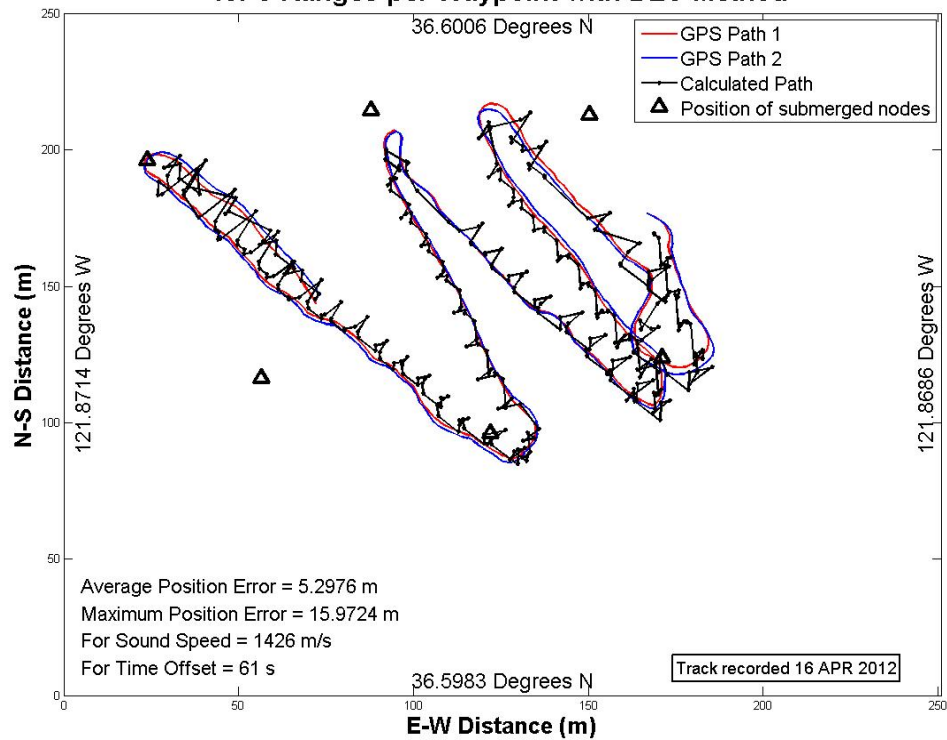 250
36.6006 Degrees N
GPS Path 1
GPS Path 2
Calculated Path
Position of submerged nodes
200
150
N-S Distance (m)
121.8714 Degrees W
121.8686 Degrees W
100
50
Average Position Error = 5.2976 m
Maximum Position Error = 15.9724 m
For Sound Speed = 1426 m/s
For Time Offset = 61 s
36.5983 Degrees N
Track recorded 16 APR 2012
0
0
50
100
150
200
250
E-W Distance (m)